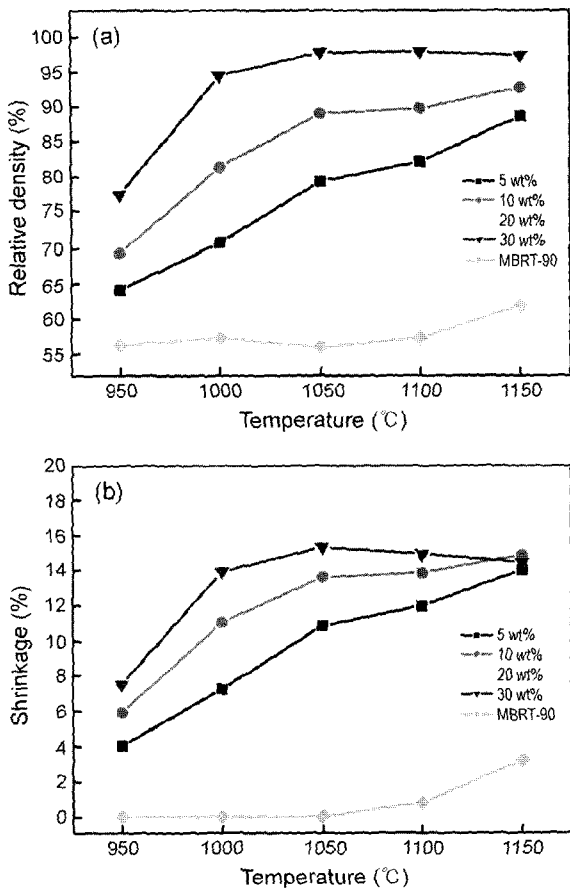 (a)
Relative density (%)
100
95
90
85
80
75
70
65
60
55
5 wt%
10 wt%
20 wt%
30 wt%
MBRT-90
950 1000 1050 1100 1150
Temperature (℃)
(b)
Shrinkage (%)
20
18
16
14
12
10
8
6
4
2
0
5 wt%
10 wt%
20 wt%
30 wt%
MBRT-90
950 1000 1050 1100 1150
Temperature (℃)